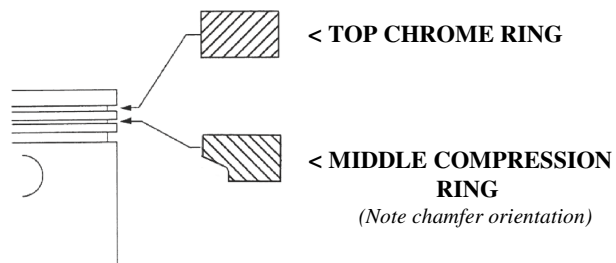 < TOP CHROME RING
< MIDDLE COMPRESSION
RING
(Note chamfer orientation)